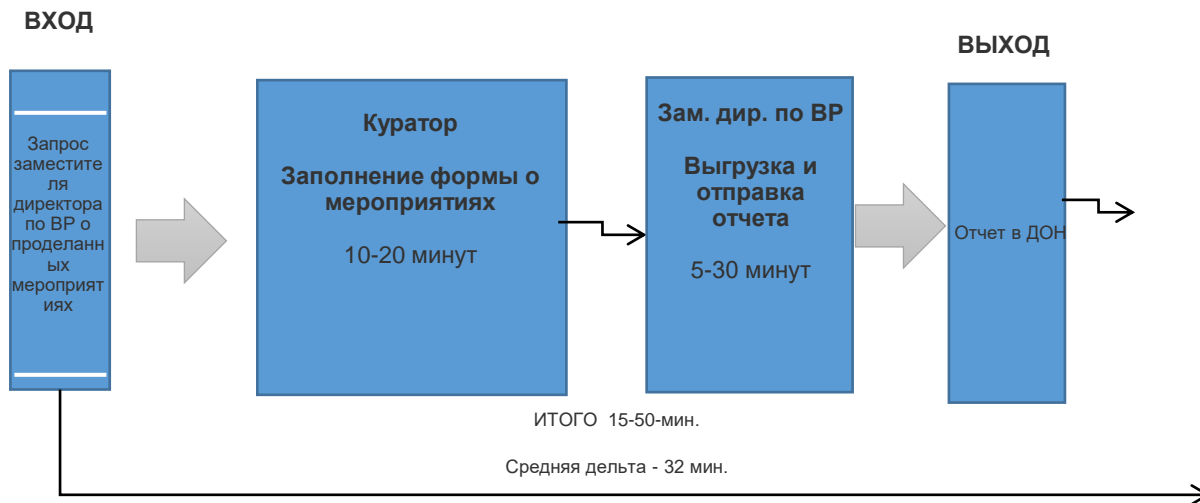 ВХОД
ВЫХОД
Запрос
заместите
ля
директора
по ВР о
проделанн
ых
мероприят
иях
Куратор
Заполнение формы о
мероприятиях
10-20 минут
Зам. дир. по ВР
Выгрузка и
отправка
отчета
5-30 минут
Отчет в ДОН
ИТОГО 15-50-мин.
Средняя дельта - 32 мин.